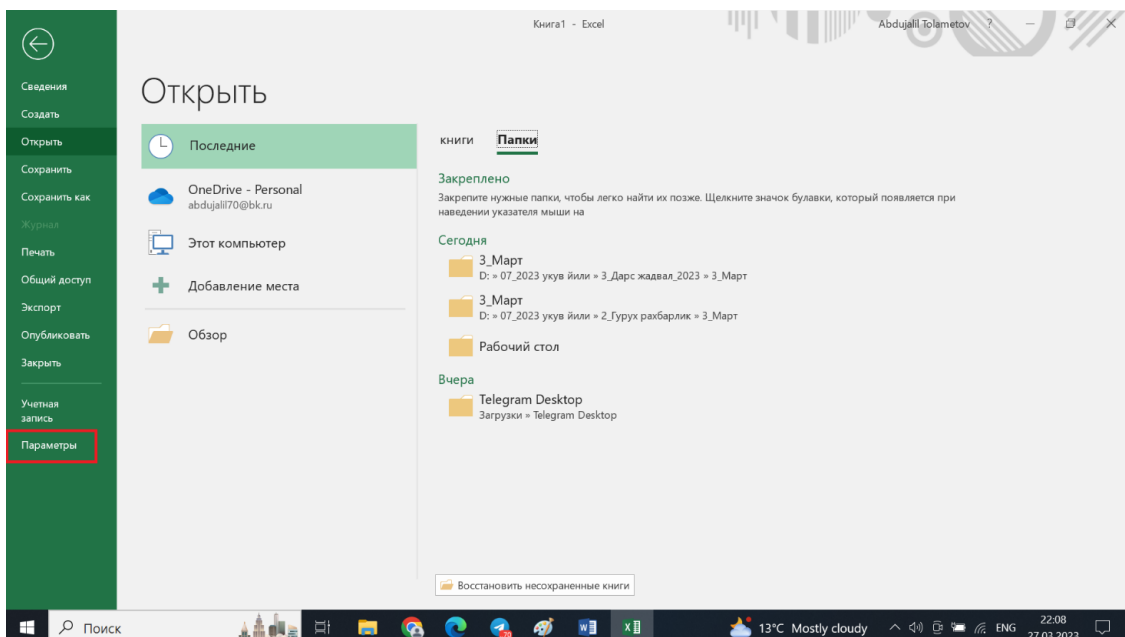 Книга1 - Excel
Abdujalil Tolametov
?
Сведения
Создать
Открыть
Сохранить
Сохранить как
Журнал
Печать
Общий доступ
Экспорт
Опубликовать
Закрыть
Учетная
запись
Параметры
Открыть
Последние
OneDrive - Personal
abdujalil70@bk.ru
Этот компьютер
Добавление места
Обзор
книги Папки
Закреплено
Закрепите нужные папки, чтобы легко найти их позже. Щелкните значок булавки, который появляется при
наведении указателя мыши на
Сегодня
3_Март
D: » 07_2023 укув йили » 3_Дарс жадвал_2023 » 3_Март
3_Март
D: » 07_2023 укув йили » 2_Гурух рахбарлик » 3_Март
Рабочий стол
Вчера
Telegram Desktop
Загрузки » Telegram Desktop
Восстановить несохраненные книги
Поиск
13°C Mostly cloudy
ENG
22:08
27.03.2023